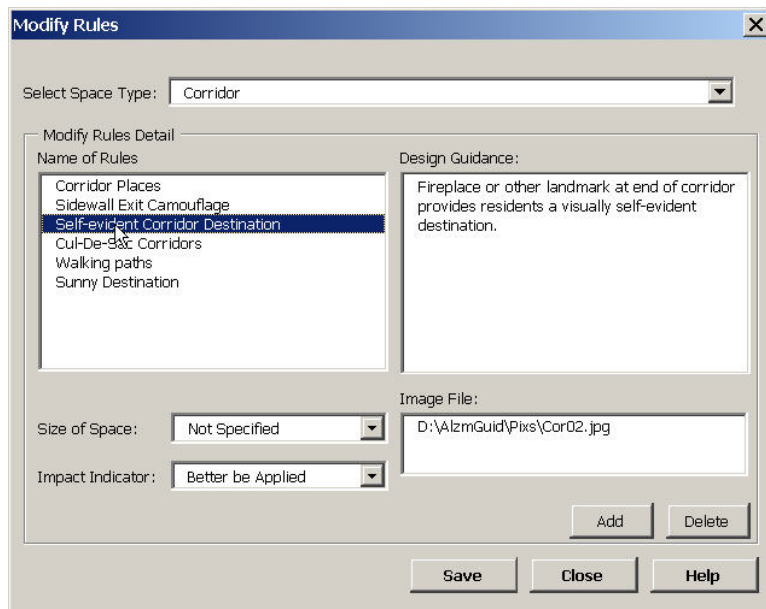 Modify Rules
Select Space Type: Corridor
Modify Rules Detail
Name of Rules
Corridor Places
Sidewall Exit Camouflage
Self-evident Corridor Destination
Cul-De-Sac Corridors
Walking paths
Sunny Destination
Design Guidance:
Fireplace or other landmark at end of corridor
provides residents a visually self-evident
destination.
Size of Space: Not Specified
Impact Indicator: Better be Applied
Image File:
D:\AlzmGuid\Pixs\Cor02.jpg
Add Delete
Save Close Help